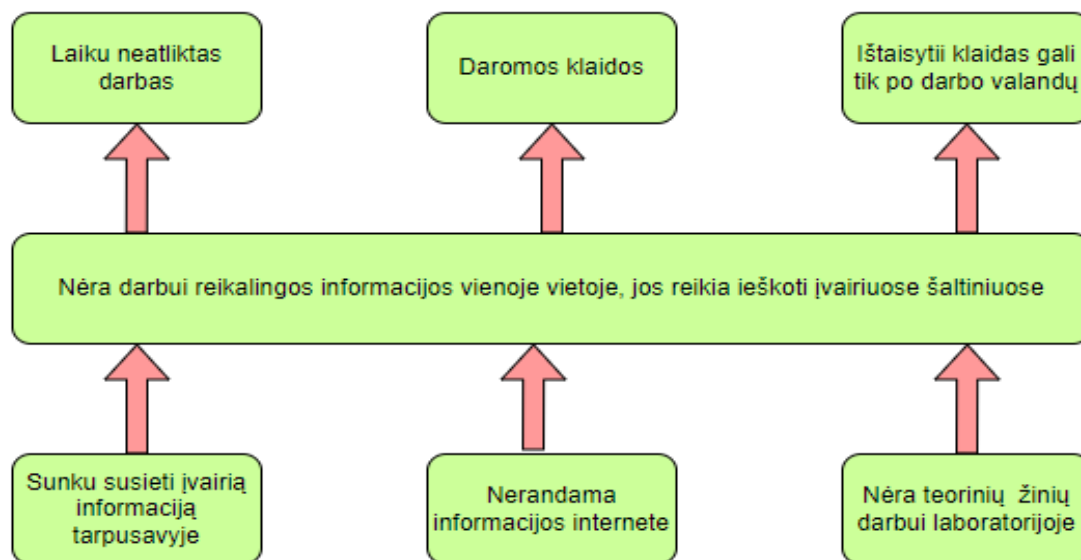 Laiku neatliktas
darbas
Daromos klaidos
Ištaisytii klaidas gali
tik po darbo valandų
Nėra darbui reikalingos informacijos vienoje vietoje, jos reikia ieškoti įvairiuose šaltiniuose
Sunku susieti įvairią
informaciją
tarpusavyje
Nerandama
informacijos internete
Nėra teorinių žinių
darbui laboratorijoje